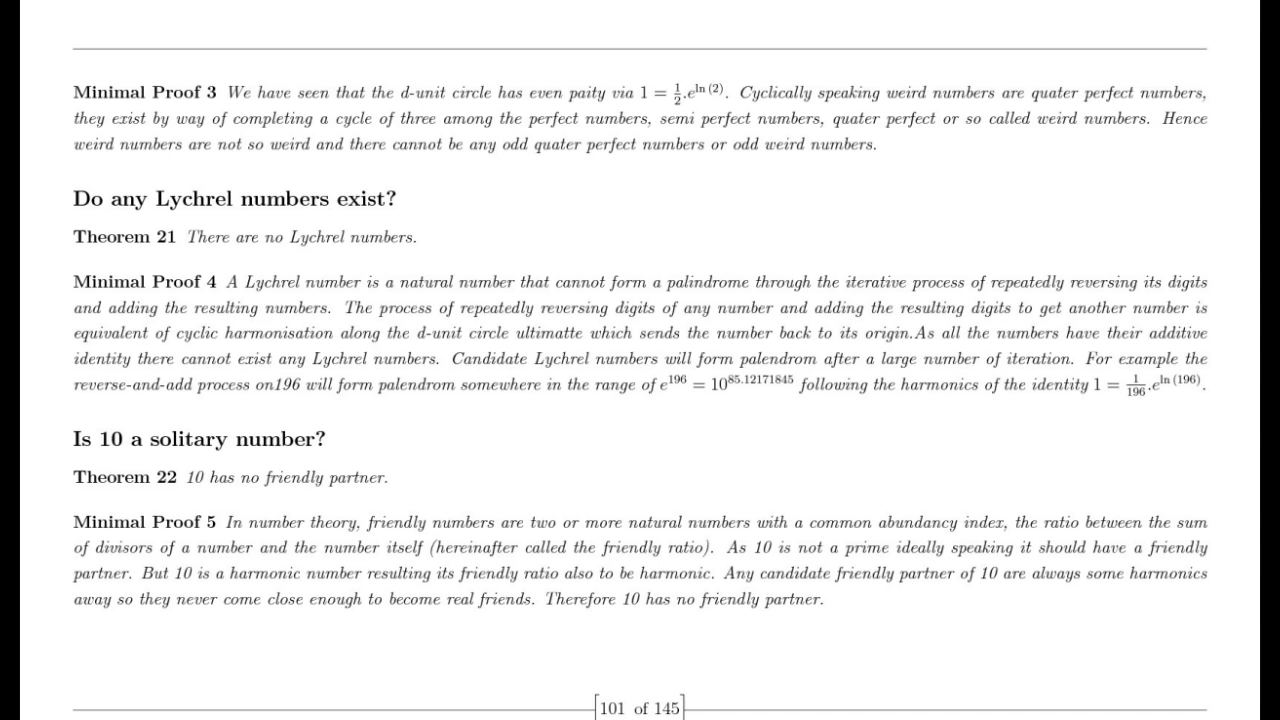 Minimal Proof 3 We have seen that the d-unit circle has even paity via 1 = 1/2.e^ln (2). Cyclically speaking weird numbers are quater perfect numbers,
they exist by way of completing a cycle of three among the perfect numbers, semi perfect numbers, quater perfect or so called weird numbers. Hence
weird numbers are not so weird and there cannot be any odd quater perfect numbers or odd weird numbers.
Do any Lychrel numbers exist?
Theorem 21 There are no Lychrel numbers.
Minimal Proof 4 A Lychrel number is a natural number that cannot form a palindrome through the iterative process of repeatedly reversing its digits
and adding the resulting numbers. The process of repeatedly reversing digits of any number and adding the resulting digits to get another number is
equivalent of cyclic harmonisation along the d-unit circle ultimatte which sends the number back to its origin.As all the numbers have their additive
identity there cannot exist any Lychrel numbers. Candidate Lychrel numbers will form palendrom after a large number of iteration. For example the
reverse-and-add process on196 will form palendrom somewhere in the range of e^196 = 10^85.12171845 following the harmonics of the identity 1 = 1/196.e^ln (196).
Is 10 a solitary number?
Theorem 22 10 has no friendly partner.
Minimal Proof 5 In number theory, friendly numbers are two or more natural numbers with a common abundancy index, the ratio between the sum
of divisors of a number and the number itself (hereinafter called the friendly ratio). As 10 is not a prime ideally speaking it should have a friendly
partner. But 10 is a harmonic number resulting its friendly ratio also to be harmonic. Any candidate friendly partner of 10 are always some harmonics
away so they never come close enough to become real friends. Therefore 10 has no friendly partner.
[101 of 145]